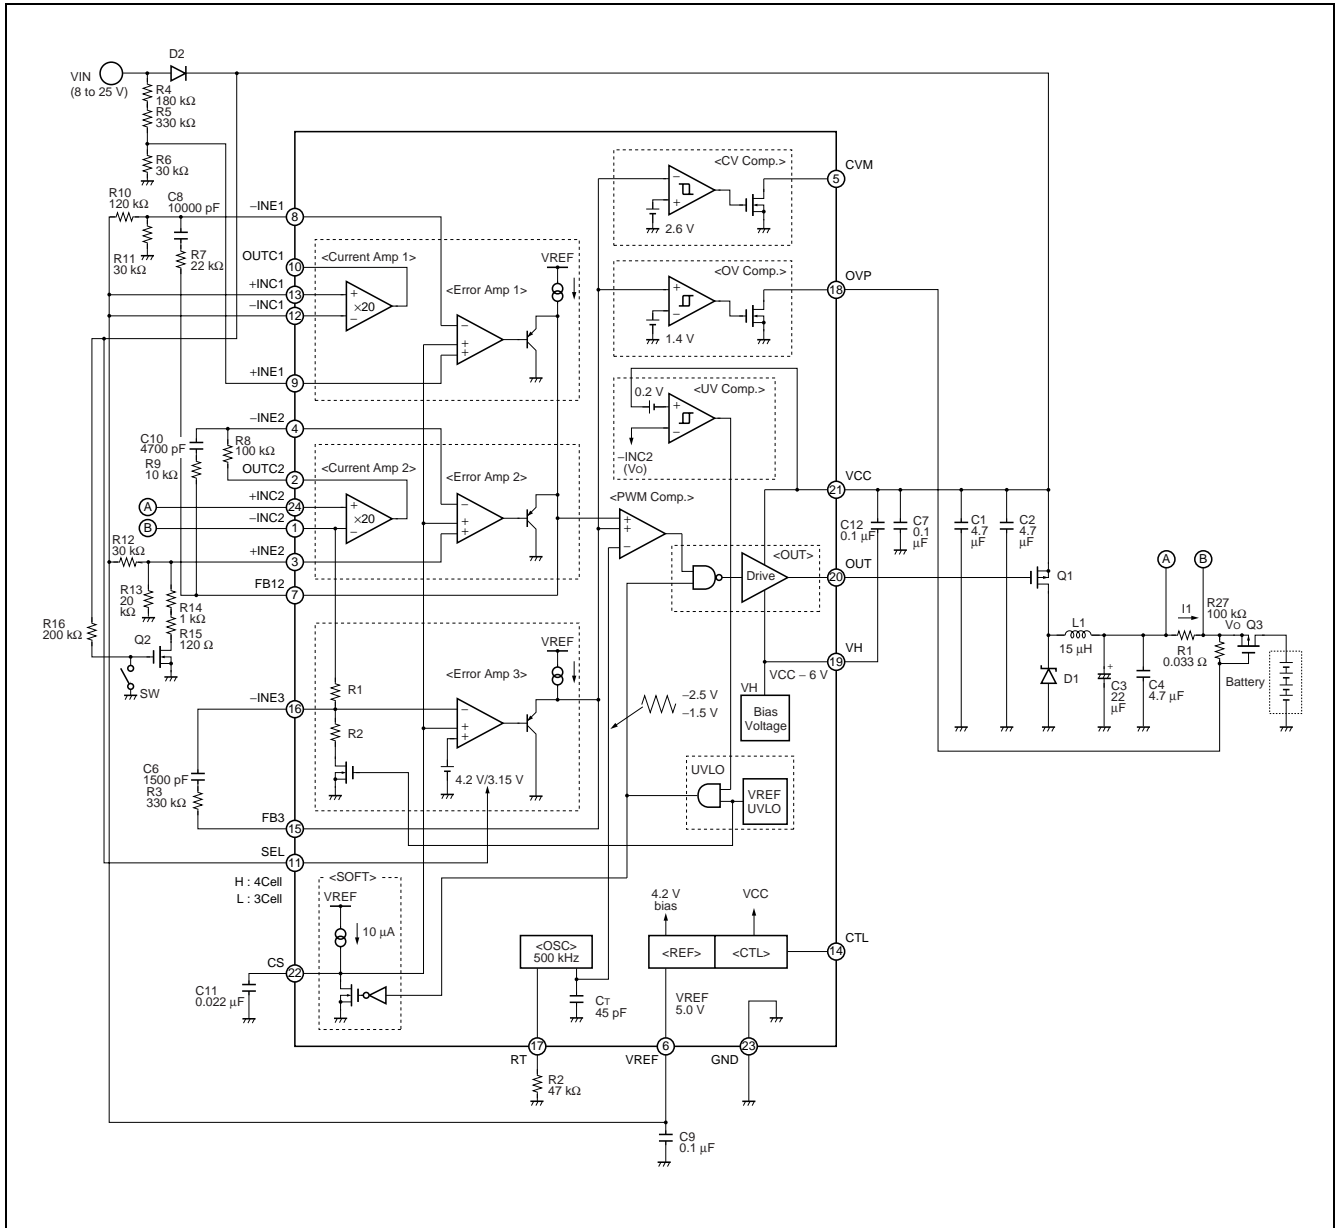 D2
VIN
(8 to 25 V)
R4
180 kΩ
R5
330 kΩ
R6
30 kΩ
R10
120 kΩ
C8
10000 pF
R11
30 kΩ
R7
22 kΩ
–INE1
8
OUTC1
10
+INC1
13
–INC1
12
+INE1
9
<Current Amp 1>
×20
+
−
<Error Amp 1>
−
+
+
VREF
<CV Comp.>
−
+
2.6 V
CVM
5
<OV Comp.>
+
−
1.4 V
OVP
18
<UV Comp.>
0.2 V
+
−
–INC2
(VO)
–INE2
4
C10
4700 pF
R8
100 kΩ
R9
10 kΩ
OUTC2
2
+INC2
24
A
–INC2
1
B
+INE2
3
FB12
7
R12
30 kΩ
R13
20
kΩ
R14
1 kΩ
R15
120 Ω
R16
200 kΩ
Q2
SW
<Current Amp 2>
×20
+
−
<Error Amp 2>
−
+
+
<PWM Comp.>
+
+
−
<OUT>
Drive
VCC
21
C12
0.1 µF
C7
0.1
µF
C1
4.7
µF
C2
4.7
µF
OUT
20
Q1
A
B
R27
100 kΩ
I1
VO
Q3
L1
15 µH
R1
0.033 Ω
D1
C3
22
µF
+
C4
4.7 µF
Battery
VH
19
VCC – 6 V
VH
Bias
Voltage
–2.5 V
–1.5 V
–INE3
16
R1
R2
<Error Amp 3>
−
+
+
VREF
4.2 V/3.15 V
C6
1500 pF
R3
330 kΩ
FB3
15
SEL
11
H : 4Cell
L : 3Cell
UVLO
VREF
UVLO
<SOFT>
VREF
10 µA
CS
22
C11
0.022 µF
<OSC>
500 kHz
CT
45 pF
4.2 V
bias
VCC
<REF>
<CTL>
CTL
14
VREF
5.0 V
17
RT
6
VREF
23
GND
R2
47 kΩ
C9
0.1 µF